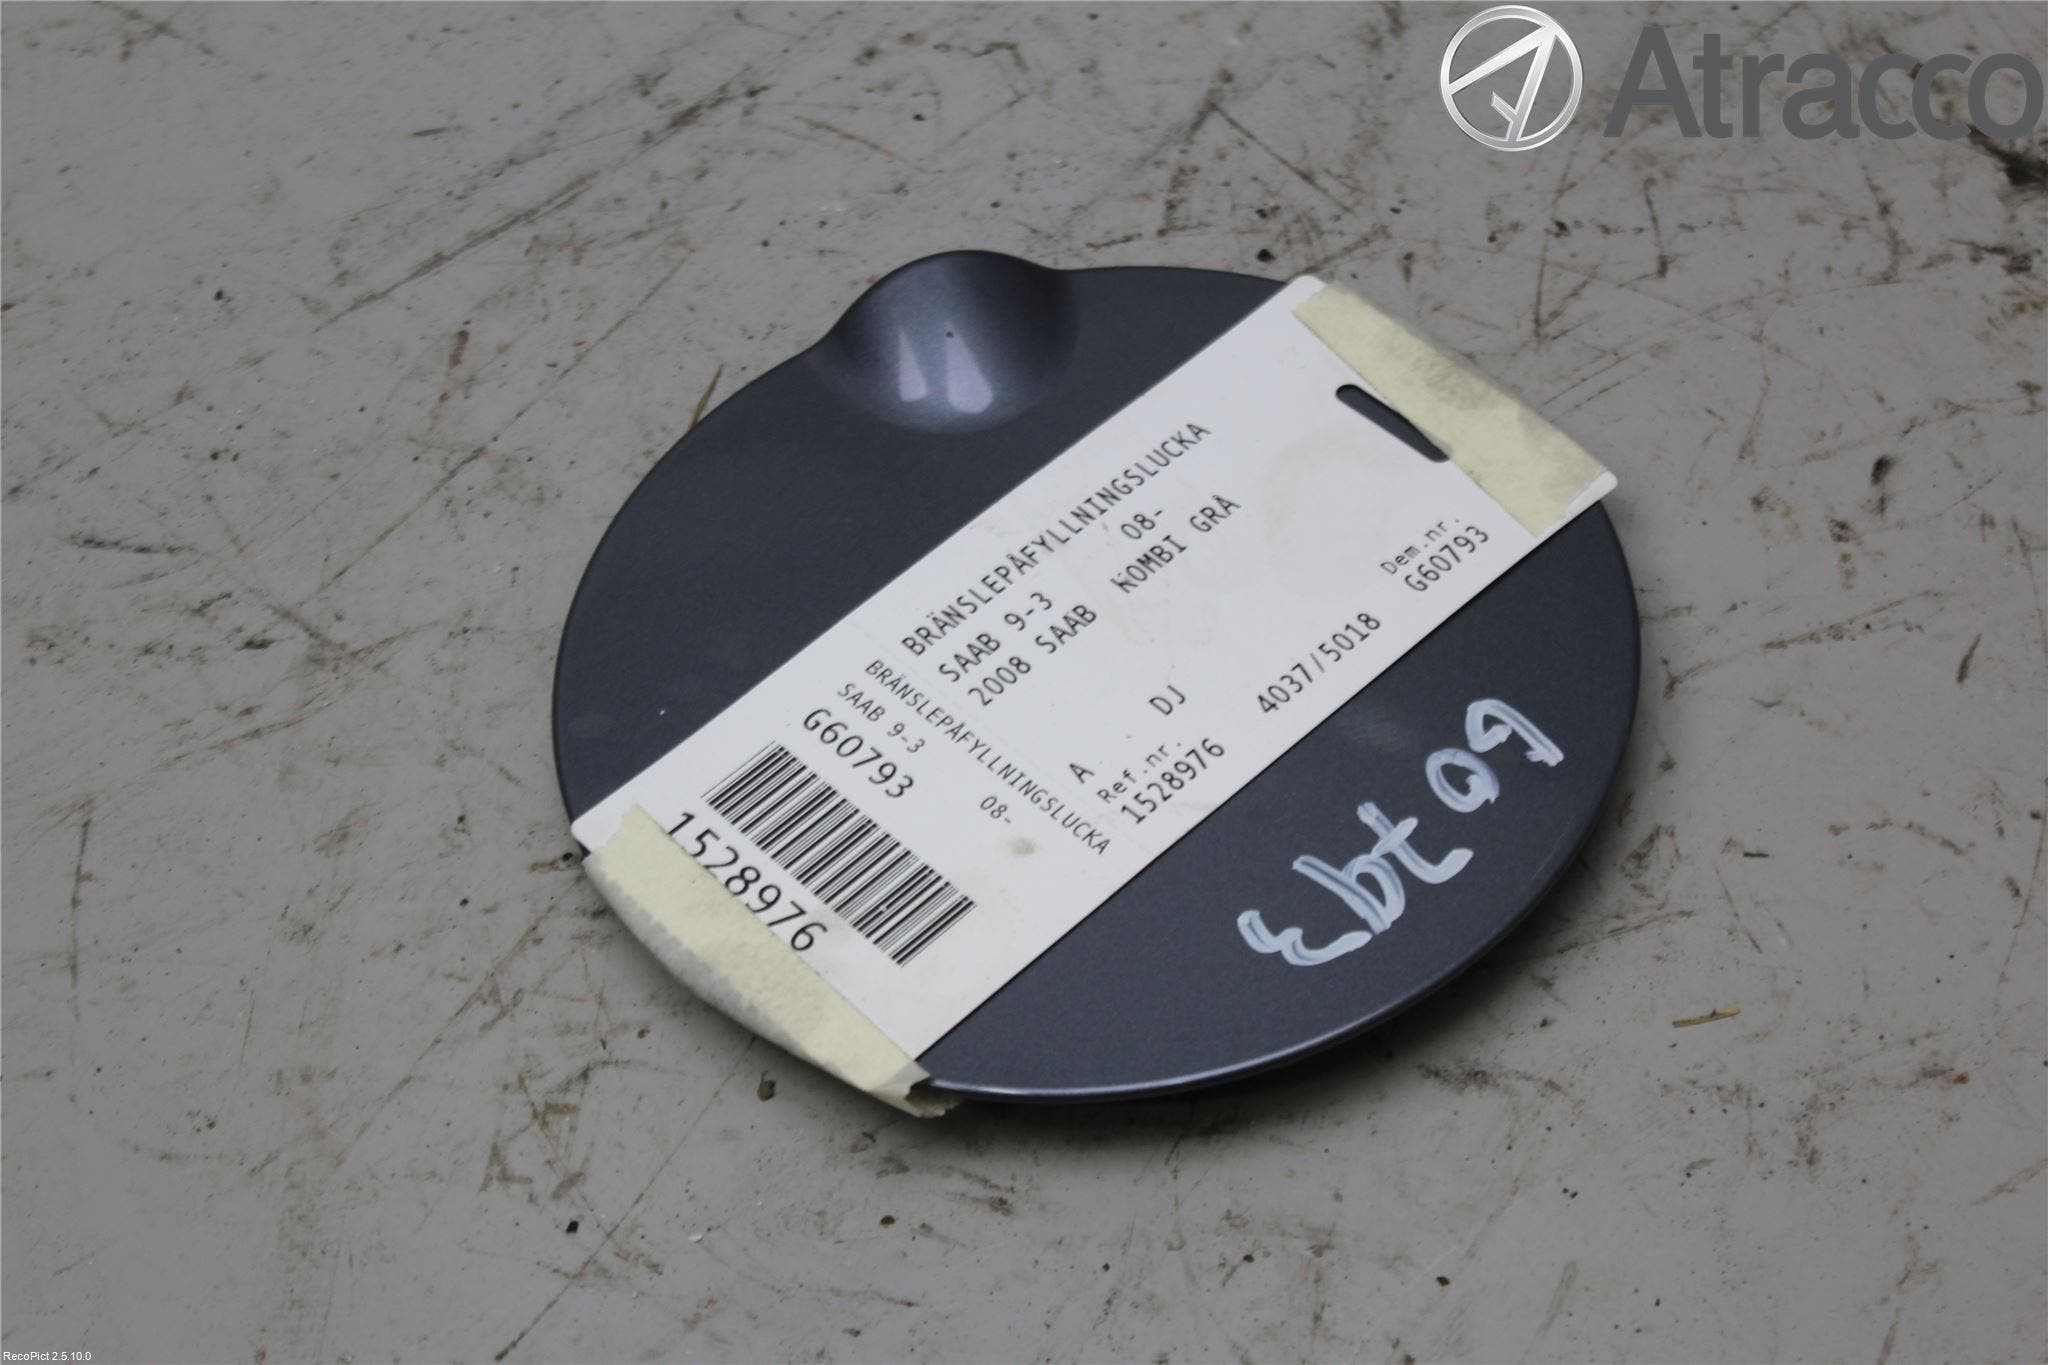 Atracco
BRÄNSLEPÅFYLLNINGSLUCKA
SAAB 9-3 08-
2008 SAAB KOMBI GRÅ
A DJ
Ref.nr. 4037/5018 Dem.nr.
1528976 G60793
BRÄNSLEPÅFYLLNINGSLUCKA
SAAB 9-3 08-
G60793
1528976
RecoPict 2.5.10.0